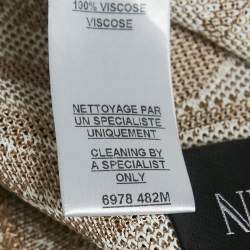 100% VISCOSE
VISCOSE
NETTOYAGE PAR
UN SPECIALISTE
UNIQUEMENT
CLEANING BY
A SPECIALIST
ONLY
6978 482M